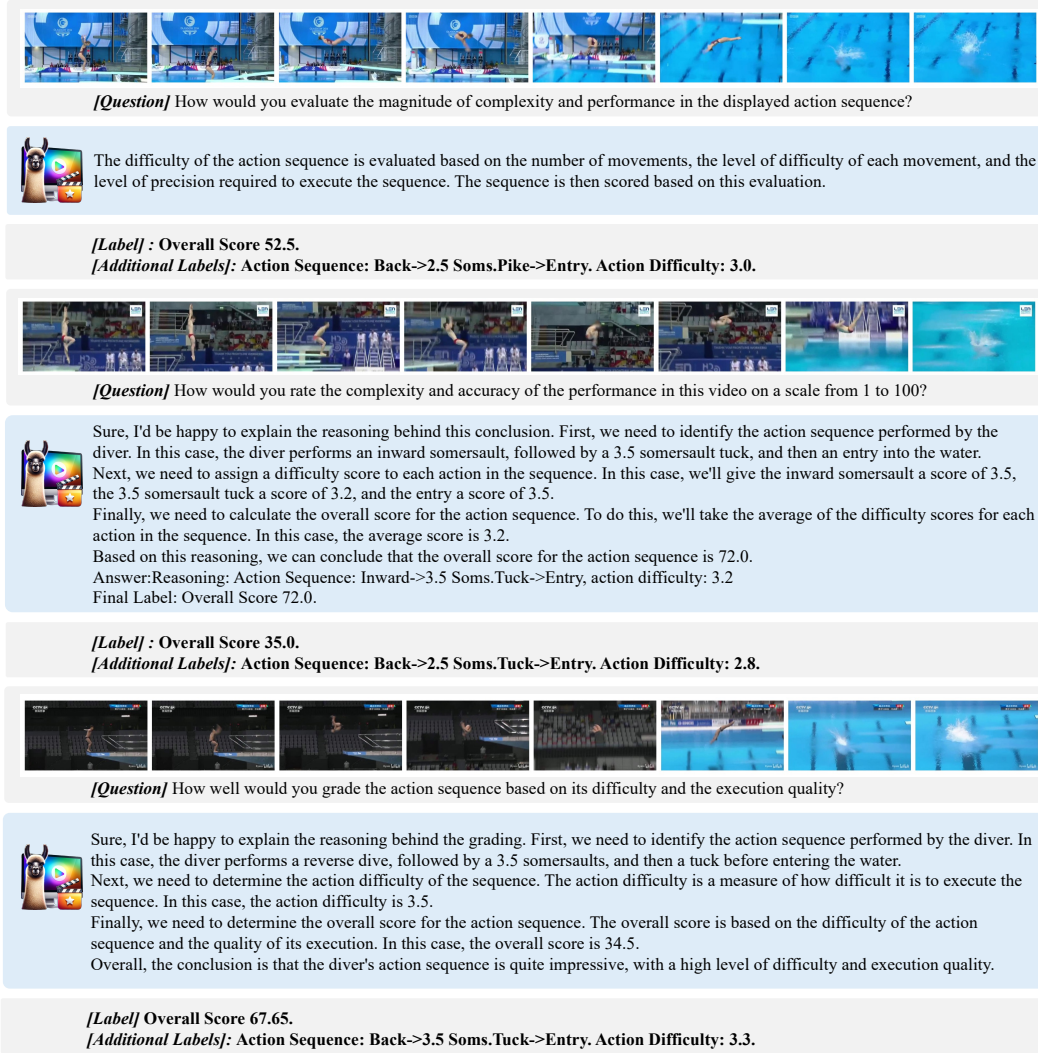 [Question] How would you evaluate the magnitude of complexity and performance in the displayed action sequence?
The difficulty of the action sequence is evaluated based on the number of movements, the level of difficulty of each movement, and the
level of precision required to execute the sequence. The sequence is then scored based on this evaluation.
[Label] : Overall Score 52.5.
[Additional Labels]: Action Sequence: Back->2.5 Soms.Pike->Entry. Action Difficulty: 3.0.
[Question] How would you rate the complexity and accuracy of the performance in this video on a scale from 1 to 100?
Sure, I'd be happy to explain the reasoning behind this conclusion. First, we need to identify the action sequence performed by the
diver. In this case, the diver performs an inward somersault, followed by a 3.5 somersault tuck, and then an entry into the water.
Next, we need to assign a difficulty score to each action in the sequence. In this case, we'll give the inward somersault a score of 3.5,
the 3.5 somersault tuck a score of 3.2, and the entry a score of 3.5.
Finally, we need to calculate the overall score for the action sequence. To do this, we'll take the average of the difficulty scores for each
action in the sequence. In this case, the average score is 3.2.
Based on this reasoning, we can conclude that the overall score for the action sequence is 72.0.
Answer:Reasoning: Action Sequence: Inward->3.5 Soms.Tuck->Entry, action difficulty: 3.2
Final Label: Overall Score 72.0.
[Label] : Overall Score 35.0.
[Additional Labels]: Action Sequence: Back->2.5 Soms.Tuck->Entry. Action Difficulty: 2.8.
[Question] How well would you grade the action sequence based on its difficulty and the execution quality?
Sure, I'd be happy to explain the reasoning behind the grading. First, we need to identify the action sequence performed by the diver. In
this case, the diver performs a reverse dive, followed by a 3.5 somersaults, and then a tuck before entering the water.
Next, we need to determine the action difficulty of the sequence. The action difficulty is a measure of how difficult it is to execute the
sequence. In this case, the action difficulty is 3.5.
Finally, we need to determine the overall score for the action sequence. The overall score is based on the difficulty of the action
sequence and the quality of its execution. In this case, the overall score is 34.5.
Overall, the conclusion is that the diver's action sequence is quite impressive, with a high level of difficulty and execution quality.
[Label] Overall Score 67.65.
[Additional Labels]: Action Sequence: Back->3.5 Soms.Tuck->Entry. Action Difficulty: 3.3.